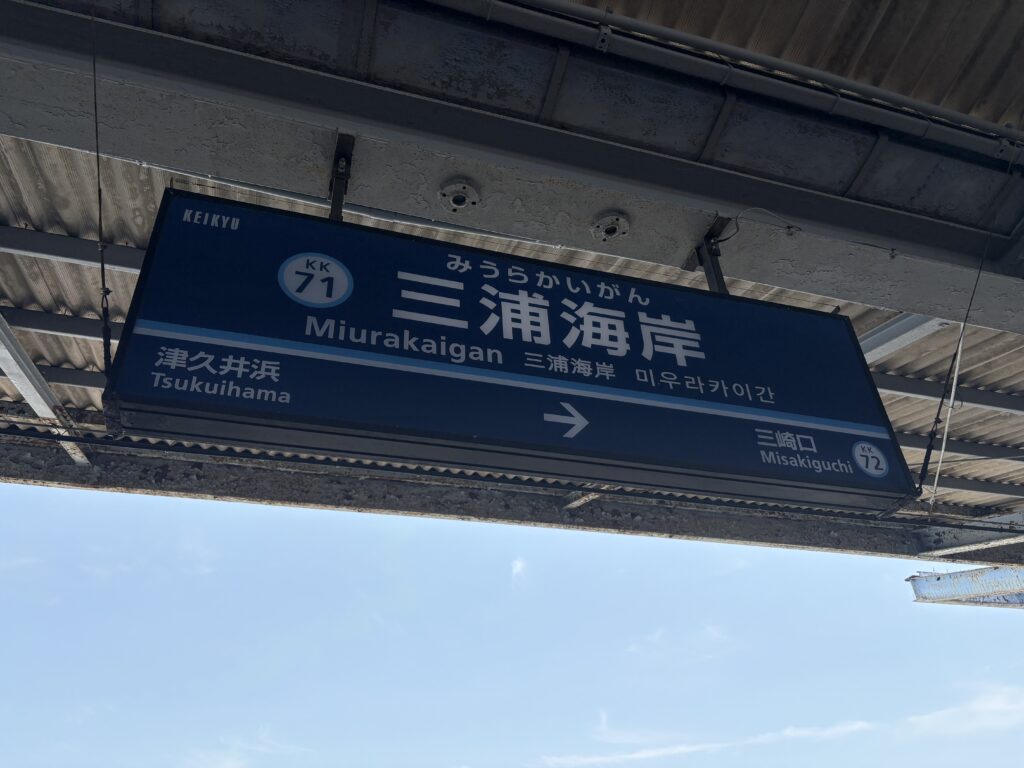 KEIKYU
KK
71
みうらかいがん
三浦海岸
Miurakaigan 三浦海岸 미우라카이간
津久井浜
Tsukuihama
→
三崎口
Misakiguchi
KK
72